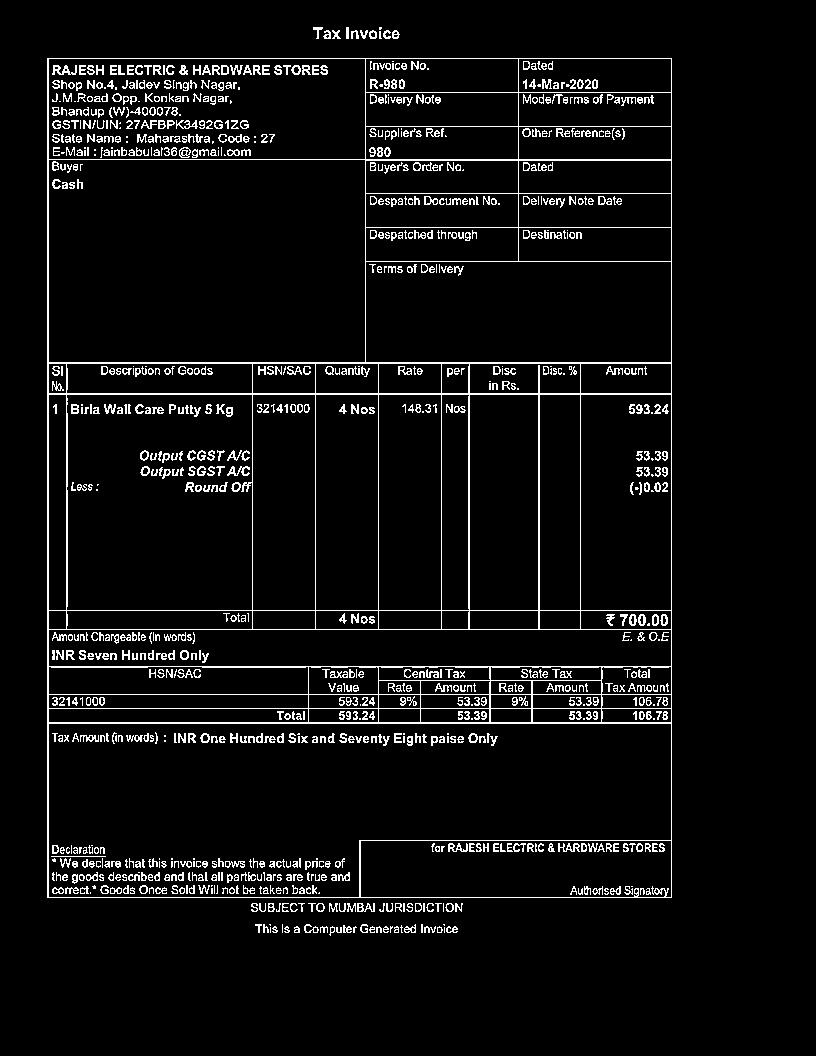 Tax Invoice
RAJESH ELECTRIC & HARDWARE STORES
Shop No.4, Jaidev Singh Nagar,
J.M.Road Opp. Konkan Nagar,
Bhandup (W)-400078.
GSTIN/UIN: 27AFBPK3492G1ZG
State Name : Maharashtra, Code : 27
E-Mail : jainbabulal36@gmail.com
Buyer
Cash
Invoice No. Dated
R-980 14-Mar-2020
Delivery Note Mode/Terms of Payment
Supplier's Ref. Other Reference(s)
980
Buyer's Order No. Dated
Despatch Document No. Delivery Note Date
Despatched through Destination
Terms of Delivery
Sl Description of Goods HSN/SAC Quantity Rate per Disc Disc. % Amount
No. in Rs.
1 Birla Wall Care Putty 5 Kg 32141000 4 Nos 148.31 Nos 593.24
Output CGST A/C 53.39
Output SGST A/C 53.39
Less : Round Off (-)0.02
Total 4 Nos ₹ 700.00
Amount Chargeable (in words) E. & O.E
INR Seven Hundred Only
HSN/SAC Taxable Central Tax State Tax Total
Value Rate Amount Rate Amount Tax Amount
32141000 593.24 9% 53.39 9% 53.39 106.78
Total 593.24 53.39 53.39 106.78
Tax Amount (in words) : INR One Hundred Six and Seventy Eight paise Only
Declaration
* We declare that this invoice shows the actual price of
the goods described and that all particulars are true and
correct.* Goods Once Sold Will not be taken back.
for RAJESH ELECTRIC & HARDWARE STORES
Authorised Signatory
SUBJECT TO MUMBAI JURISDICTION
This is a Computer Generated Invoice